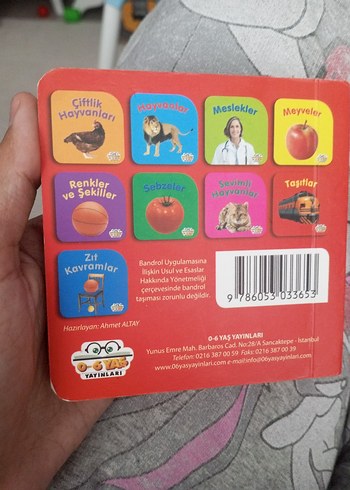 Çiftlik
Hayvanları
Hayvanlar
Meslekler
Meyveler
Renkler
ve Şekiller
Sebzeler
Sevimli
Hayvanlar
Taşıtlar
Zıt
Kavramlar
Bandrol Uygulamasına
İlişkin Usul ve Esaslar
Hakkında Yönetmeliği
çerçevesinde bandrol
taşıması zorunlu değildir.
9 786053 033653
Hazırlayan: Ahmet ALTAY
0-6 YAŞ
YAYINLARI
0-6 YAŞ YAYINLARI
Yunus Emre Mah. Barbaros Cad. No:28/A Sancaktepe - İstanbul
Telefon: 0216 387 00 59 Faks: 0216 387 00 39
www.06yasyayinlari.com e-mail:info@06yasyayinlari.com